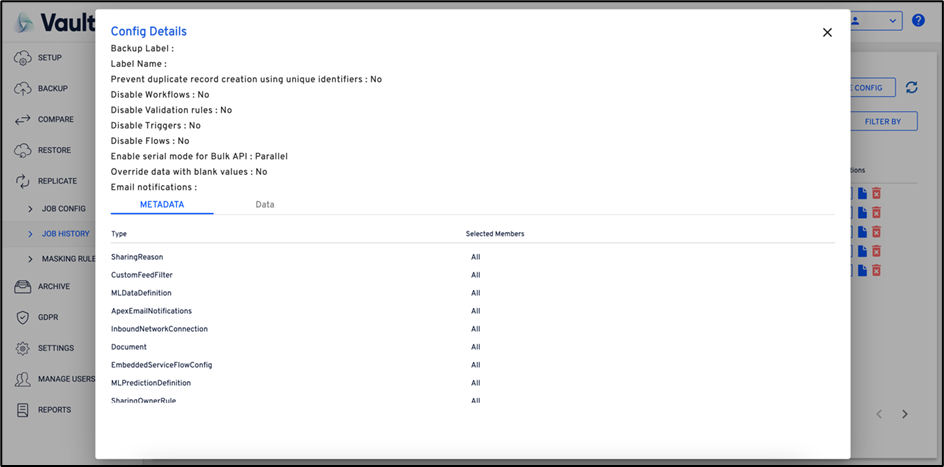 Vault
Config Details
Backup Label :
Label Name :
Prevent duplicate record creation using unique identifiers : No
Disable Workflows : No
Disable Validation rules : No
Disable Triggers : No
Disable Flows : No
Enable serial mode for Bulk API : Parallel
Override data with blank values : No
Email notifications :
METADATA Data
Type Selected Members
SharingReason All
CustomFeedFilter All
MLDataDefinition All
ApexEmailNotifications All
InboundNetworkConnection All
Document All
EmbeddedServiceFlowConfig All
MLPredictionDefinition All
SharingOwnerRule All
SETUP
BACKUP
COMPARE
RESTORE
REPLICATE
JOB CONFIG
JOB HISTORY
MASKING RULE
ARCHIVE
GDPR
SETTINGS
MANAGE USERS
REPORTS
E CONFIG
FILTER BY
ions